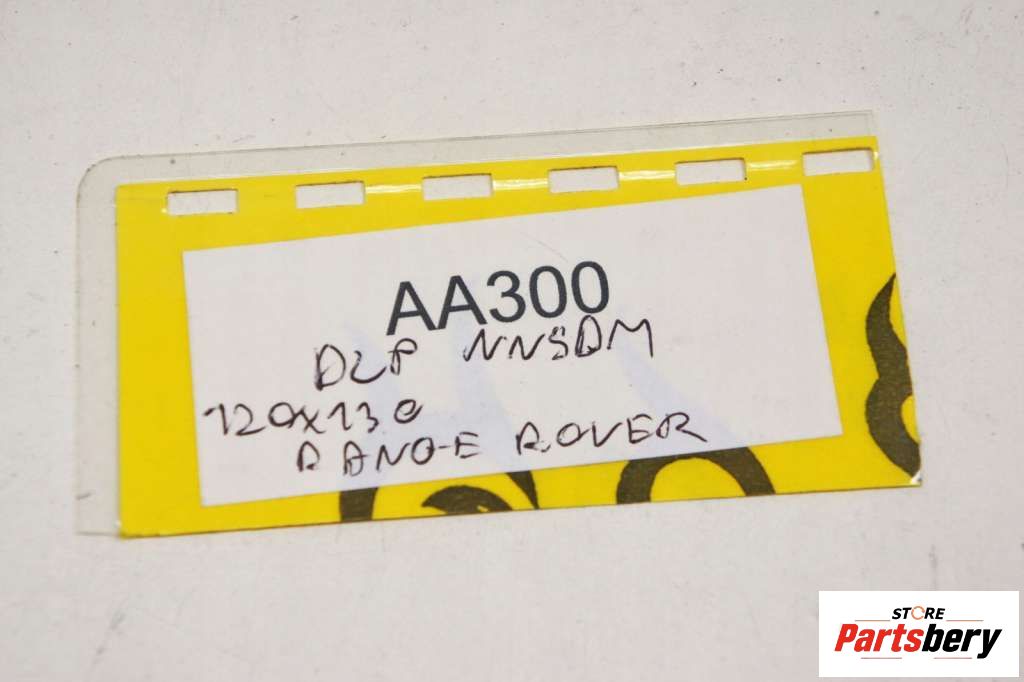 AA300
DLP NNSDM
120x130
RANGE ROVER
STORE
Partsbery